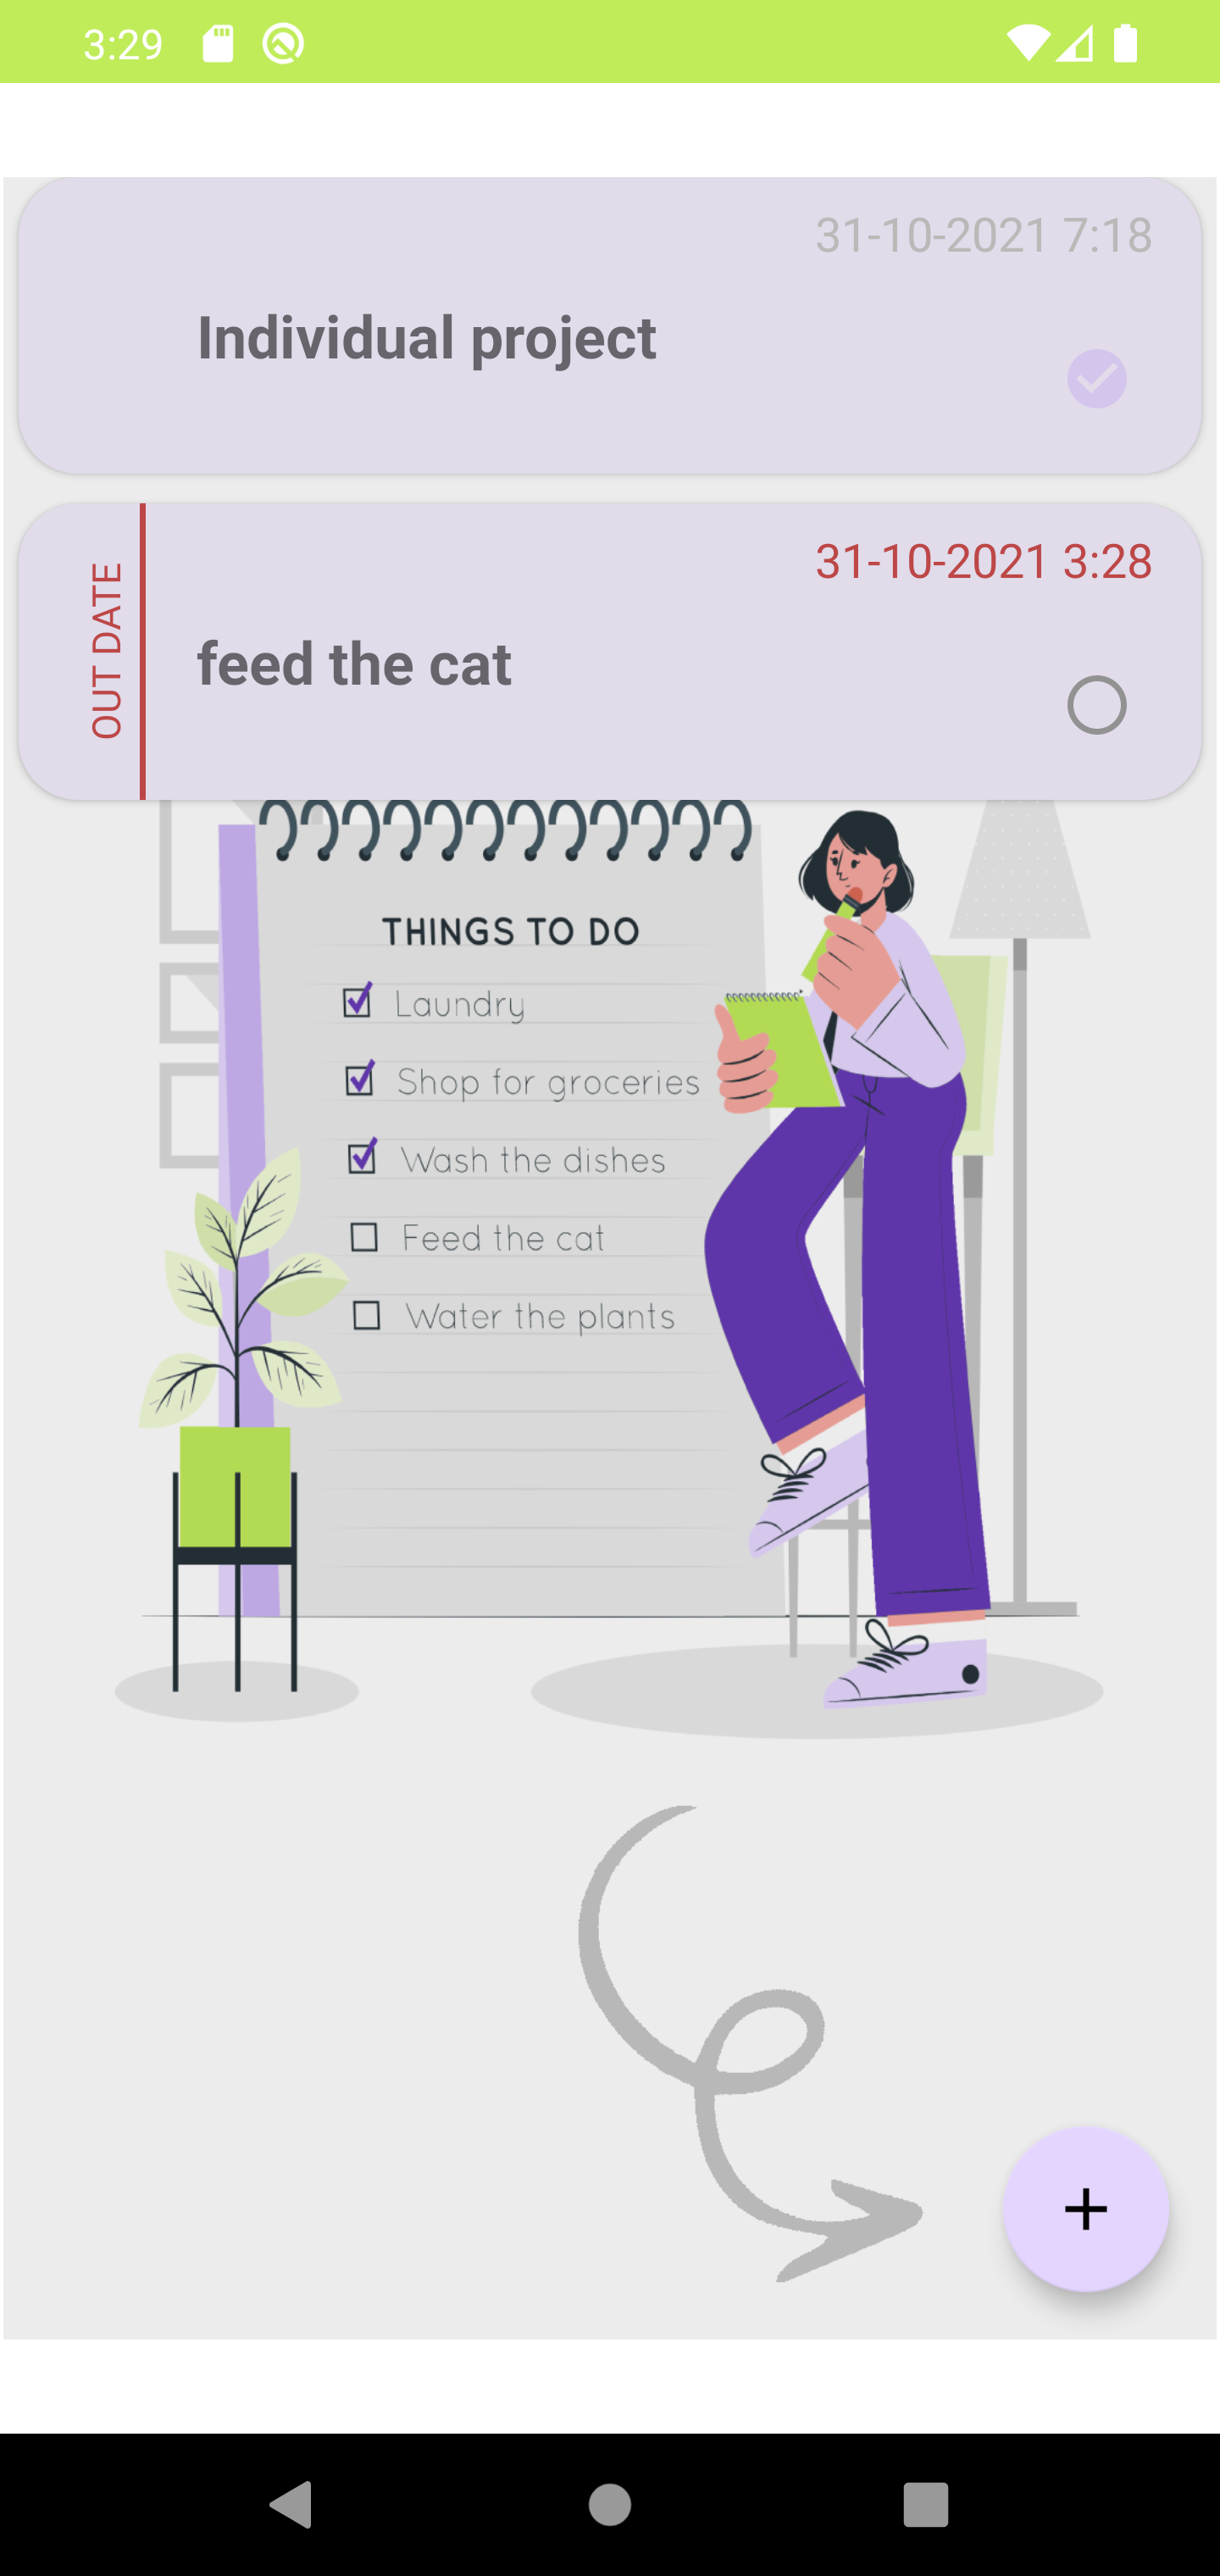 3:29
31-10-2021 7:18
Individual project
31-10-2021 3:28
OUT DATE
feed the cat
THINGS TO DO
Laundry
Shop for groceries
Wash the dishes
Feed the cat
Water the plants